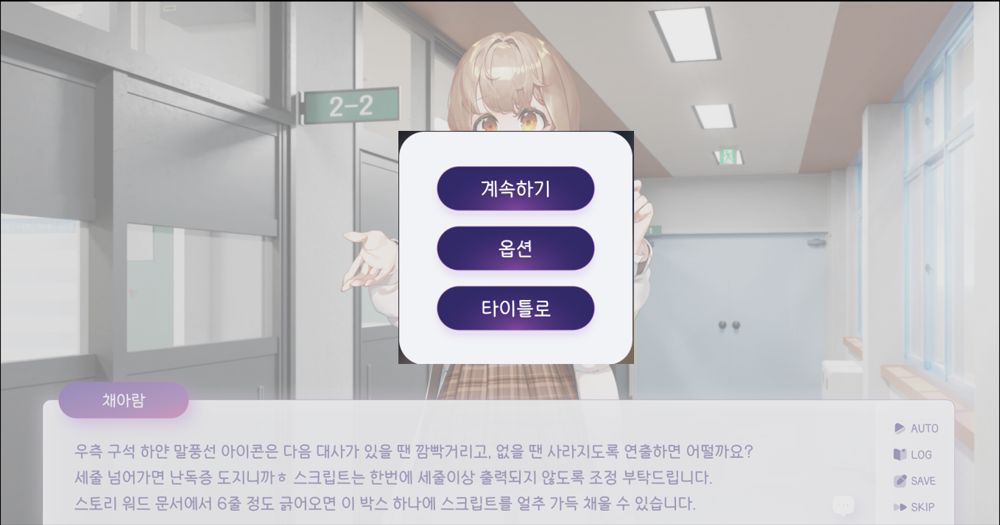 2-2
계속하기
옵션
타이틀로
채아람
우측 구석 하얀 말풍선 아이콘은 다음 대사가 있을 땐 깜빡거리고, 없을 땐 사라지도록 연출하면 어떨까요?
세줄 넘어가면 난독증 도지니까ㅎ 스크립트는 한번에 세줄이상 출력되지 않도록 조정 부탁드립니다.
스토리 워드 문서에서 6줄 정도 긁어오면 이 박스 하나에 스크립트를 얼추 가득 채울 수 있습니다.
AUTO
LOG
SAVE
SKIP